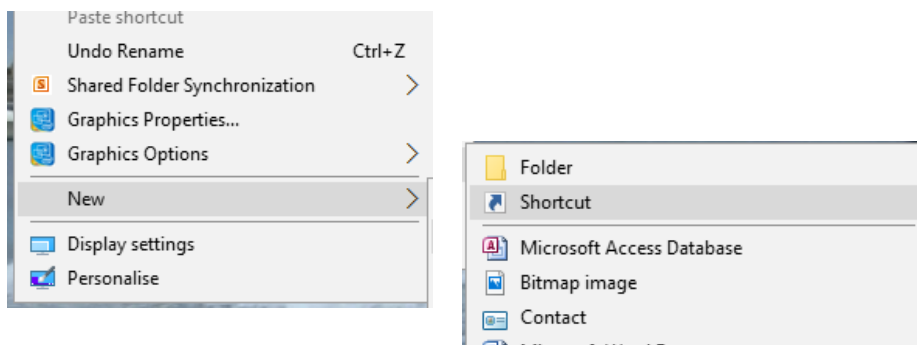 Paste shortcut
Undo Rename Ctrl+Z
Shared Folder Synchronization
Graphics Properties...
Graphics Options
New
Display settings
Personalise
Folder
Shortcut
Microsoft Access Database
Bitmap image
Contact